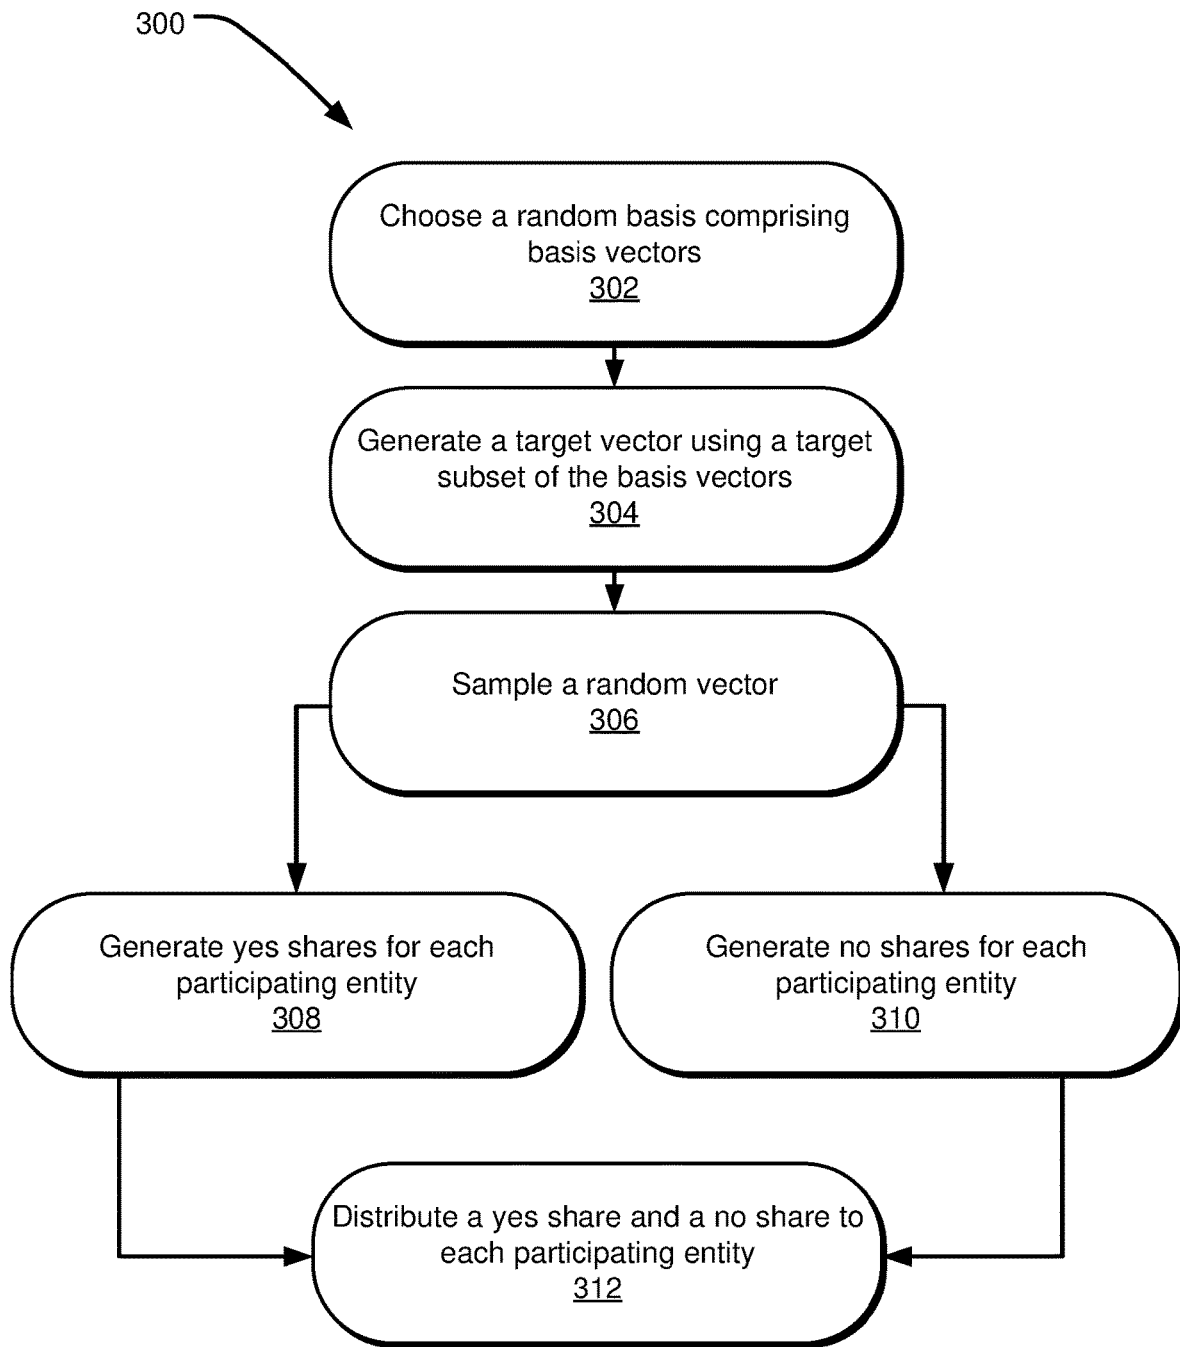 300
Choose a random basis comprising
basis vectors
302
Generate a target vector using a target
subset of the basis vectors
304
Sample a random vector
306
Generate yes shares for each
participating entity
308
Generate no shares for each
participating entity
310
Distribute a yes share and a no share to
each participating entity
312